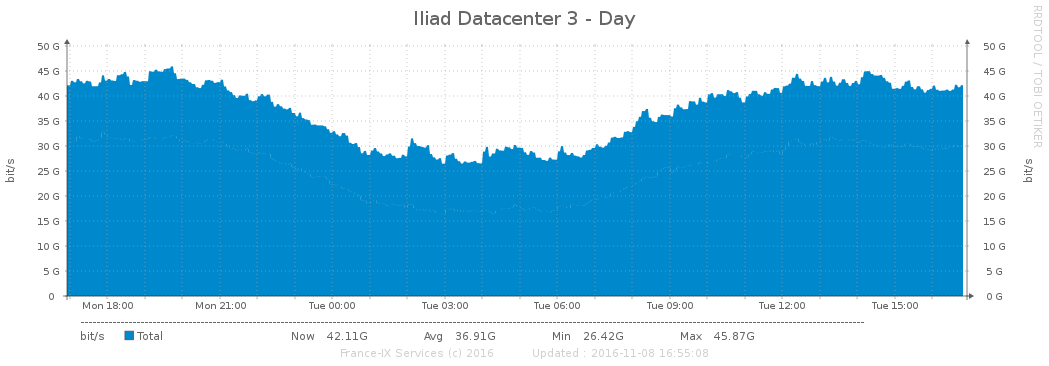 Iliad Datacenter 3 - Day
RRDTOOL / TOBI OETIKER
50 G 50 G
45 G 45 G
40 G 40 G
35 G 35 G
30 G 30 G
25 G 25 G
20 G 20 G
15 G 15 G
10 G 10 G
5 G 5 G
0 0 G
bit/s bit/s
Mon 18:00 Mon 21:00 Tue 00:00 Tue 03:00 Tue 06:00 Tue 09:00 Tue 12:00 Tue 15:00
bit/s Total Now 42.11G Avg 36.91G Min 26.42G Max 45.87G
France-IX Services (c) 2016 Updated : 2016-11-08 16:55:08